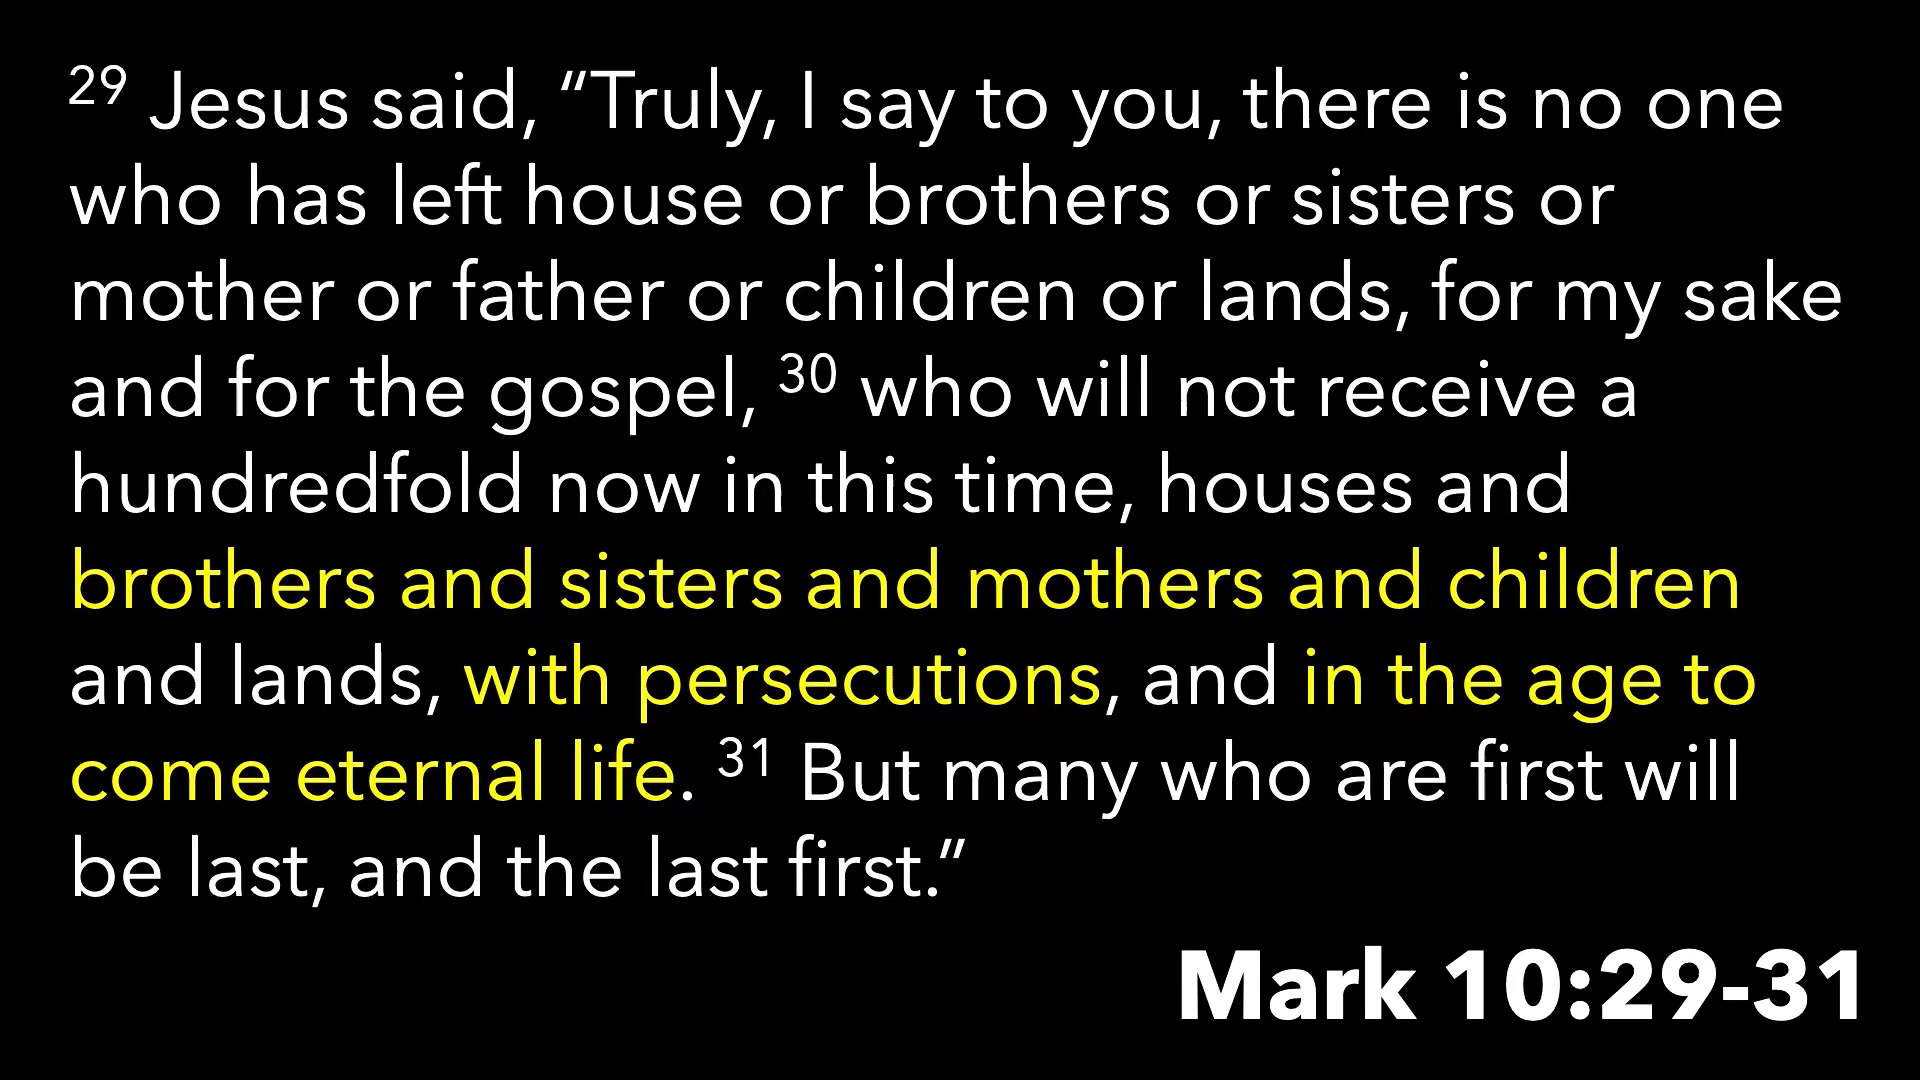 29 Jesus said, “Truly, I say to you, there is no one
who has left house or brothers or sisters or
mother or father or children or lands, for my sake
and for the gospel, 30 who will not receive a
hundredfold now in this time, houses and
brothers and sisters and mothers and children
and lands, with persecutions, and in the age to
come eternal life. 31 But many who are first will
be last, and the last first.”
Mark 10:29-31